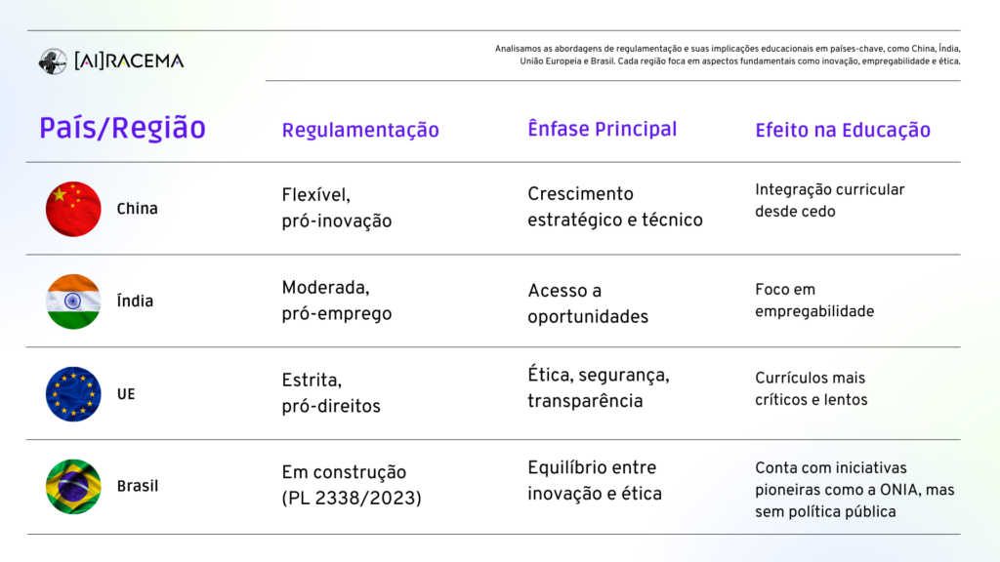 [AI]RACEMA
Analisamos as abordagens de regulamentação e suas implicações educacionais em países-chave, como China, Índia,
União Europeia e Brasil. Cada região foca em aspectos fundamentais como inovação, empregabilidade e ética.
País/Região
Regulamentação
Ênfase Principal
Efeito na Educação
China
Flexível,
pró-inovação
Crescimento
estratégico e técnico
Integração curricular
desde cedo
Índia
Moderada,
pró-emprego
Acesso a
oportunidades
Foco em
empregabilidade
UE
Estrita,
pró-direitos
Ética, segurança,
transparência
Currículos mais
críticos e lentos
Brasil
Em construção
(PL 2338/2023)
Equilíbrio entre
inovação e ética
Conta com iniciativas
pioneiras como a ONIA, mas
sem política pública